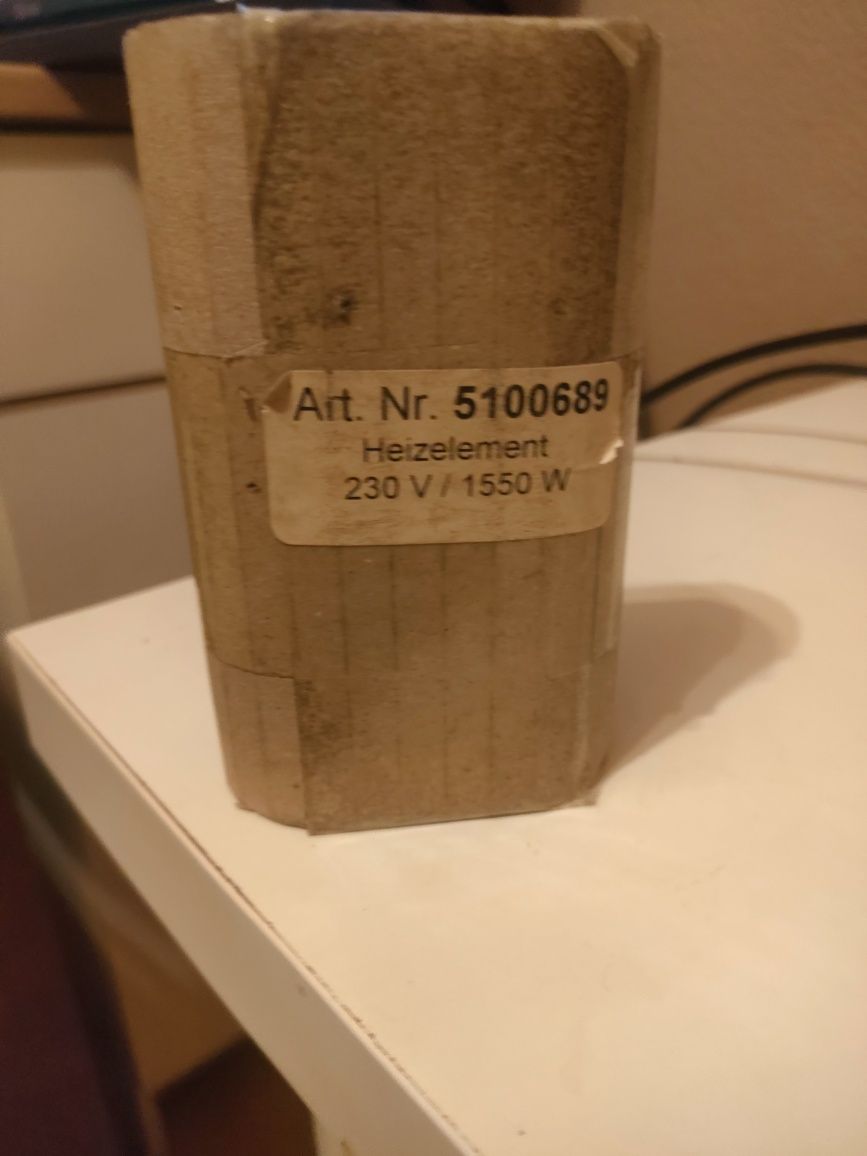 Art. Nr. 5100689
Heizelement
230 V / 1550 W